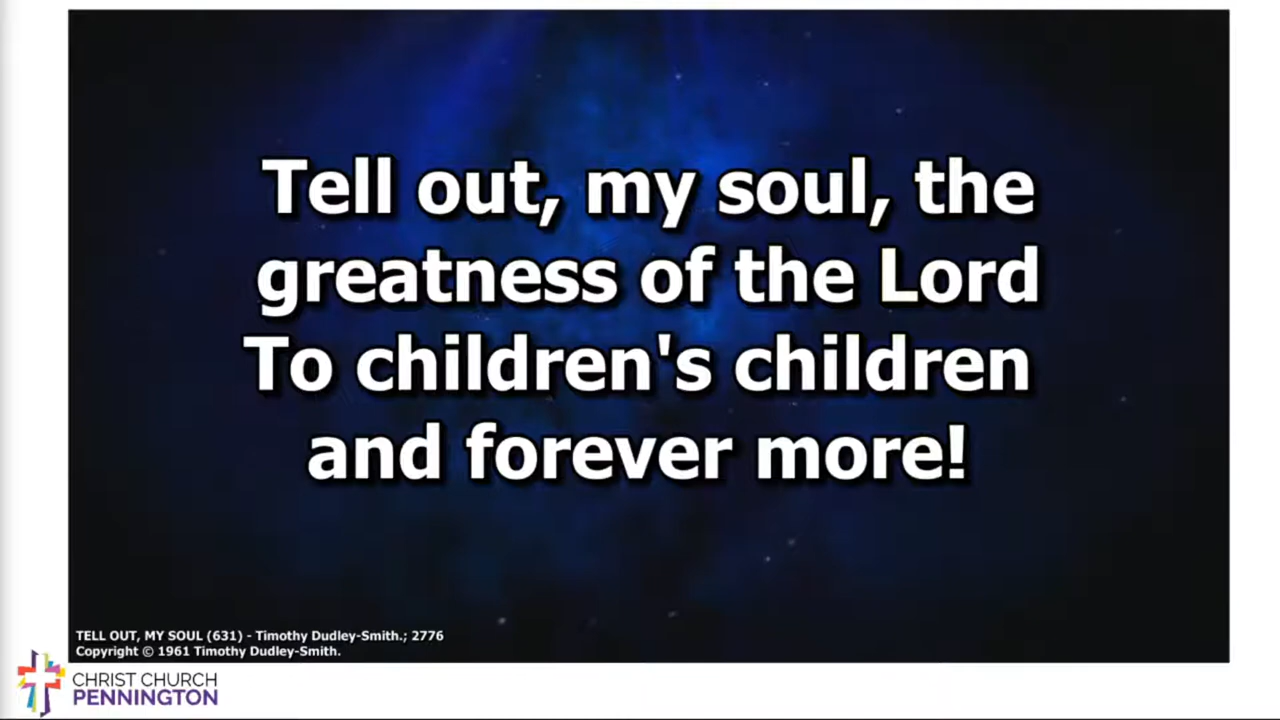 Tell out, my soul, the
greatness of the Lord
To children's children
and forever more!
TELL OUT, MY SOUL (631) - Timothy Dudley-Smith.; 2776
Copyright © 1961 Timothy Dudley-Smith.
CHRIST CHURCH
PENNINGTON